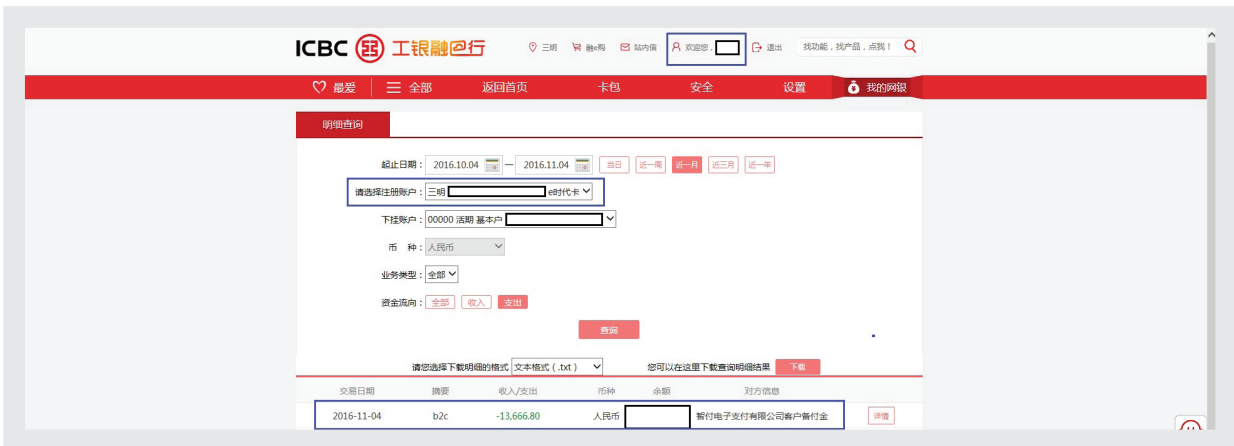 ICBC 工银融e行 三明 融e购 站内信 欢迎您， 退出 找功能，找产品，点我！
最爱 全部 返回首页 卡包 安全 设置 我的网银
明细查询
起止日期： 2016.10.04 — 2016.11.04 当日 近一周 近一月 近三月 近一年
请选择注册账户： 三明 e时代卡
下挂账户： 00000 活期 基本户
币 种： 人民币
业务类型： 全部
资金流向： 全部 收入 支出
查询
请您选择下载明细的格式 文本格式（.txt） 您可以在这里下载查询明细结果 下载
交易日期 摘要 收入/支出 币种 余额 对方信息
2016-11-04 b2c -13,666.80 人民币 智付电子支付有限公司客户备付金 详情